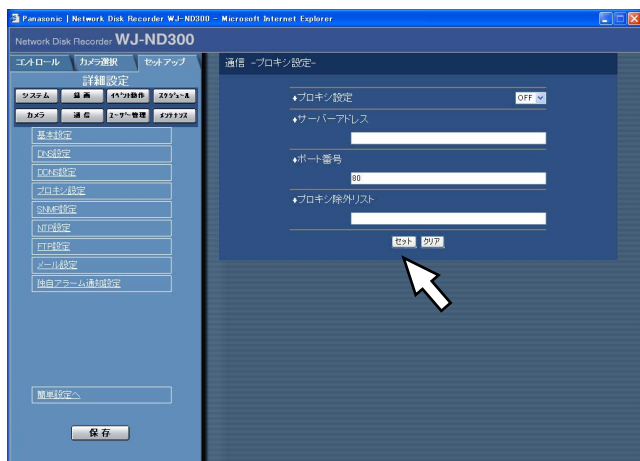 Panasonic | Network Disk Recorder WJ-ND300 - Microsoft Internet Explorer
Network Disk Recorder WJ-ND300
コントロール カメラ選択 セットアップ
詳細設定
システム 録画 イベント動作 スケジュール
カメラ 通信 ユーザー管理 メンテナンス
基本設定
DNS設定
DDNS設定
プロキシ設定
SNMP設定
NTP設定
FTP設定
メール設定
独自アラーム通知設定
簡単設定へ
保存
通信 -プロキシ設定-
♦プロキシ設定 OFF
♦サーバーアドレス
♦ポート番号
80
♦プロキシ除外リスト
セット クリア